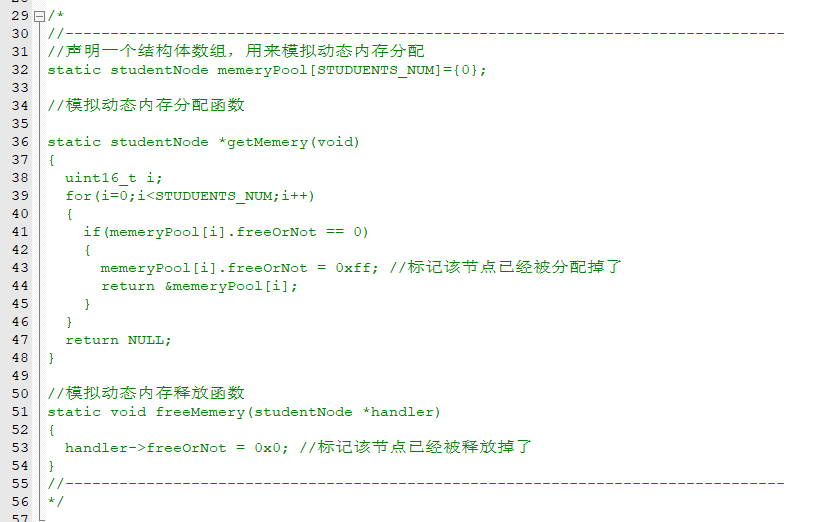 29 /*
30 //--------------------------------------------------------------------------------
31 //声明一个结构体数组，用来模拟动态内存分配
32 static studentNode memeryPool[STUDUENTS_NUM]={0};
33
34 //模拟动态内存分配函数
35
36 static studentNode *getMemery(void)
37 {
38   uint16_t i;
39   for(i=0;i<STUDUENTS_NUM;i++)
40   {
41     if(memeryPool[i].freeOrNot == 0)
42     {
43       memeryPool[i].freeOrNot = 0xff; //标记该节点已经被分配掉了
44       return &memeryPool[i];
45     }
46   }
47   return NULL;
48 }
49
50 //模拟动态内存释放函数
51 static void freeMemery(studentNode *handler)
52 {
53   handler->freeOrNot = 0x0; //标记该节点已经被释放掉了
54 }
55 //--------------------------------------------------------------------------------
56 */
57